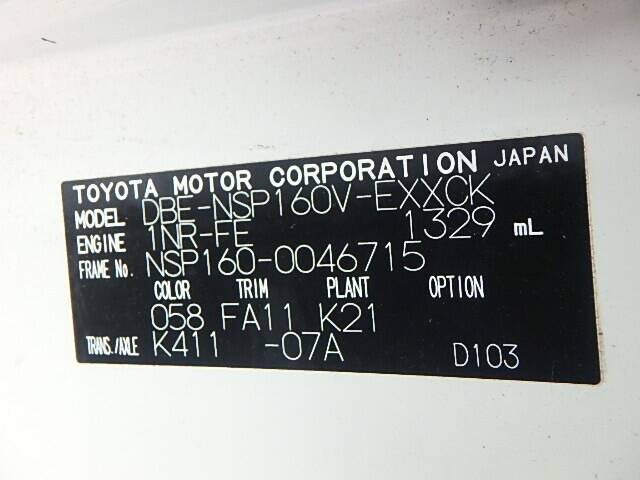 TOYOTA MOTOR CORPORATION JAPAN
MODEL DBE-NSP160V-EXXCK
ENGINE 1NR-FE 1329 mL
FRAME No. NSP160-0046715
COLOR TRIM PLANT OPTION
058 FA11 K21
TRANS./AXLE K411 -07A D103